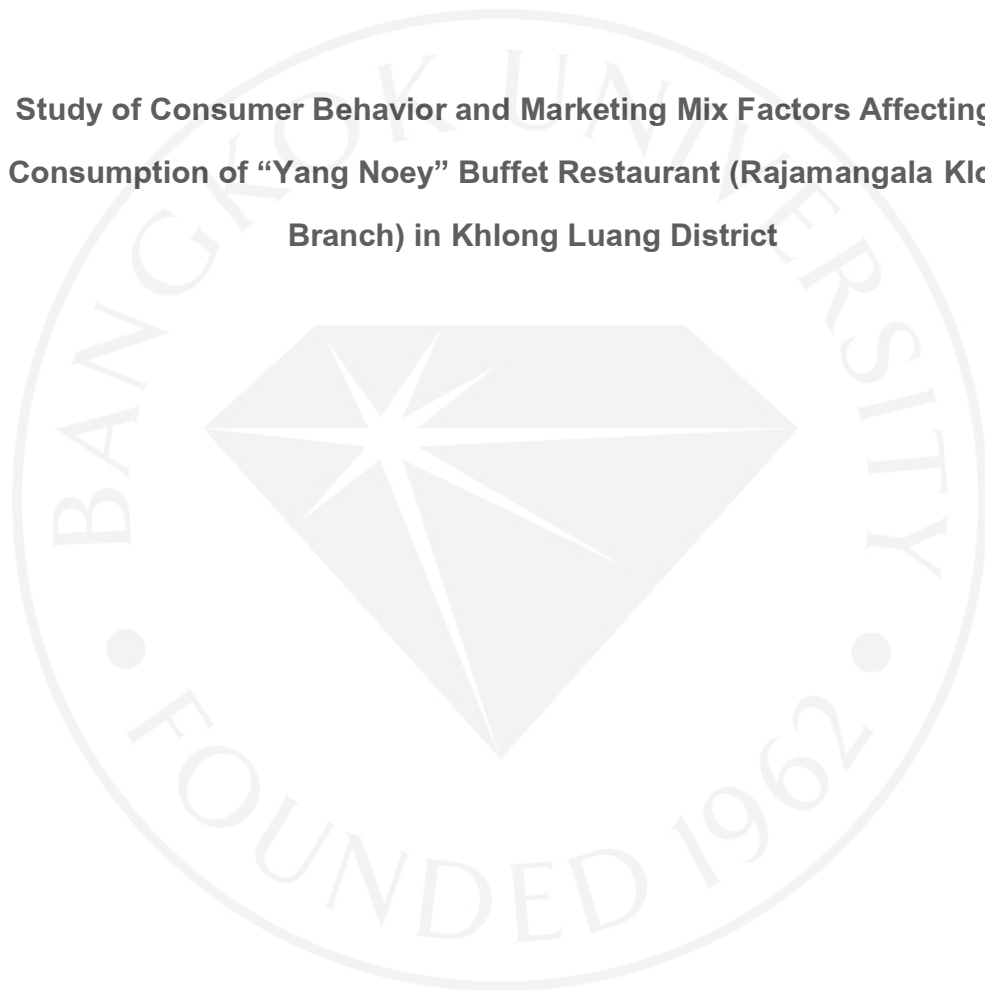 Study of Consumer Behavior and Marketing Mix Factors Affecting
Consumption of “Yang Noey” Buffet Restaurant (Rajamangala
Branch) in Khlong Luang District
BANGKOK UNIVERSITY
FOUNDED 1962